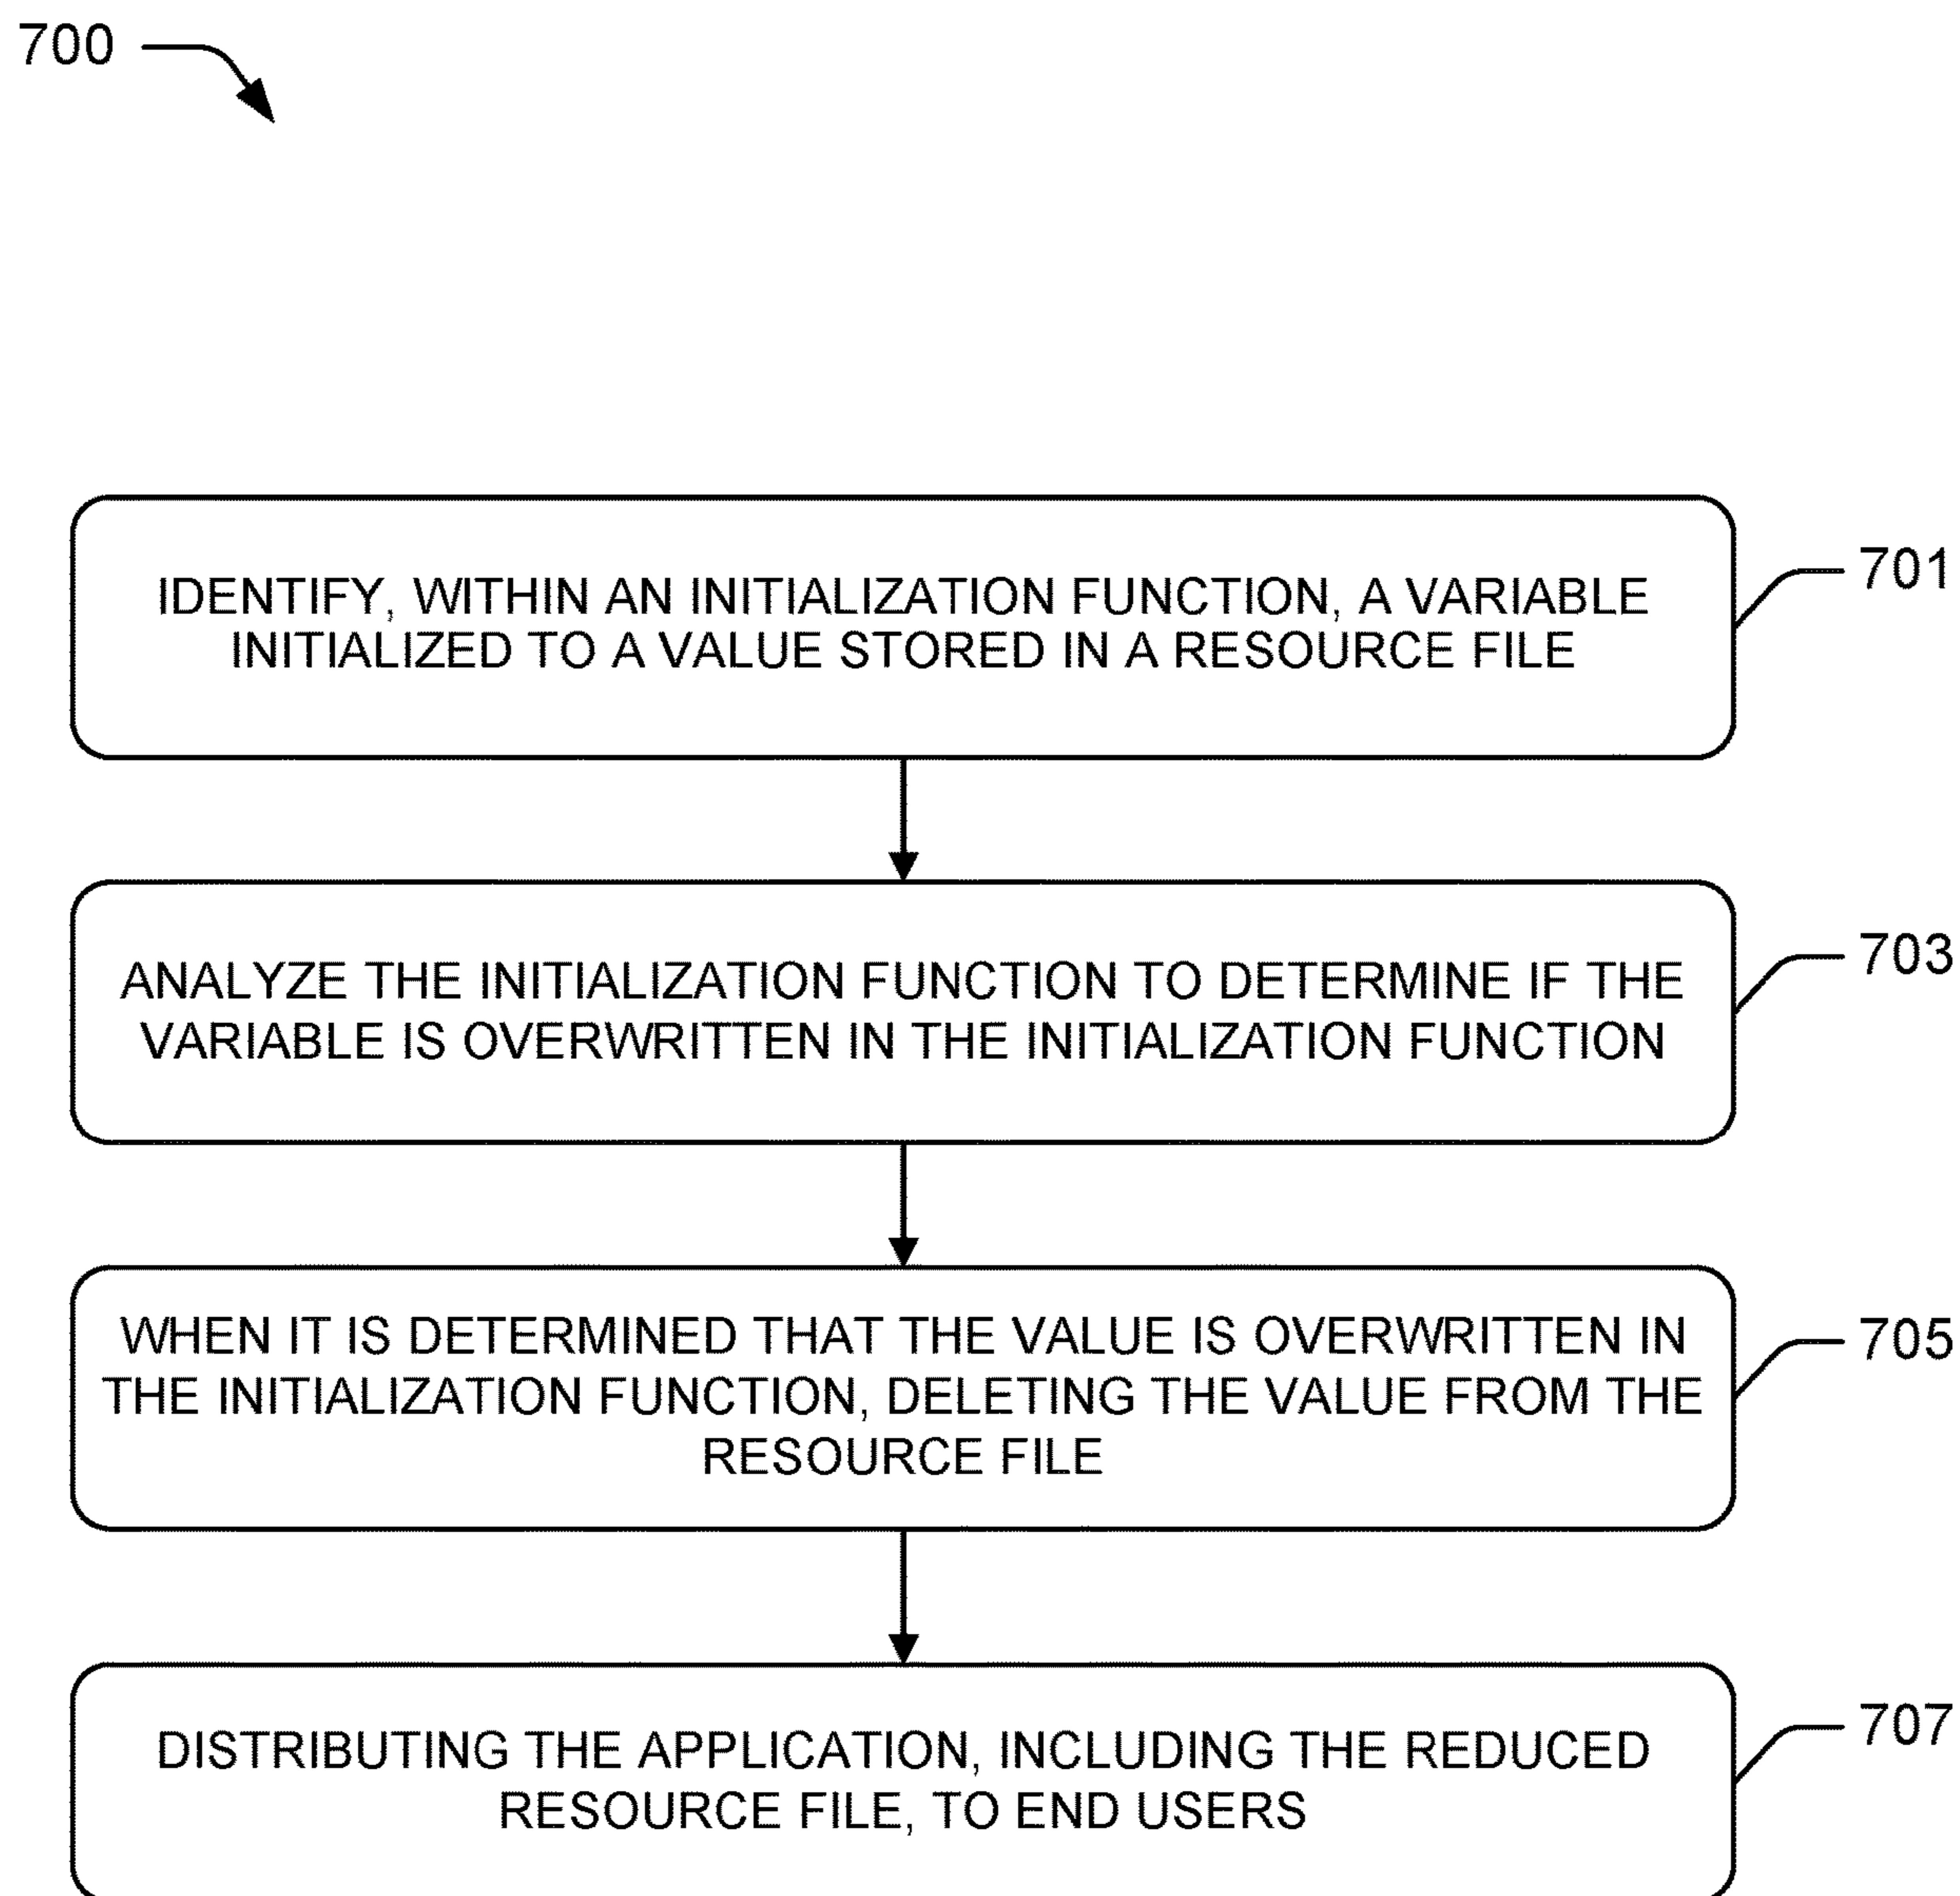 700
IDENTIFY, WITHIN AN INITIALIZATION FUNCTION, A VARIABLE
INITIALIZED TO A VALUE STORED IN A RESOURCE FILE
701
ANALYZE THE INITIALIZATION FUNCTION TO DETERMINE IF THE
VARIABLE IS OVERWRITTEN IN THE INITIALIZATION FUNCTION
703
WHEN IT IS DETERMINED THAT THE VALUE IS OVERWRITTEN IN
THE INITIALIZATION FUNCTION, DELETING THE VALUE FROM THE
RESOURCE FILE
705
DISTRIBUTING THE APPLICATION, INCLUDING THE REDUCED
RESOURCE FILE, TO END USERS
707